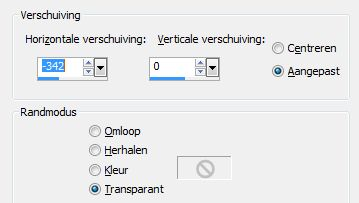 Verschuiving
Horizontale verschuiving: Verticale verschuiving:
-342 0
Centreren
Aangepast
Randmodus
Omloop
Herhalen
Kleur
Transparant